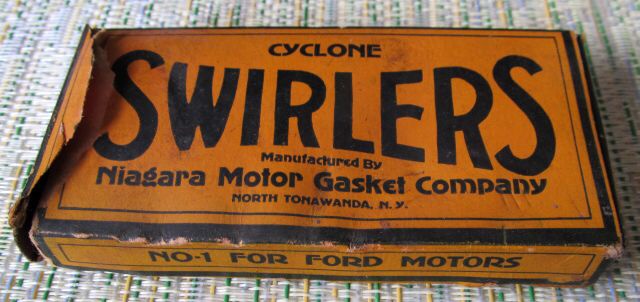 CYCLONE
SWIRLERS
Manufactured By
Niagara Motor Gasket Company
NORTH TONAWANDA, N.Y.
NO-1 FOR FORD MOTORS